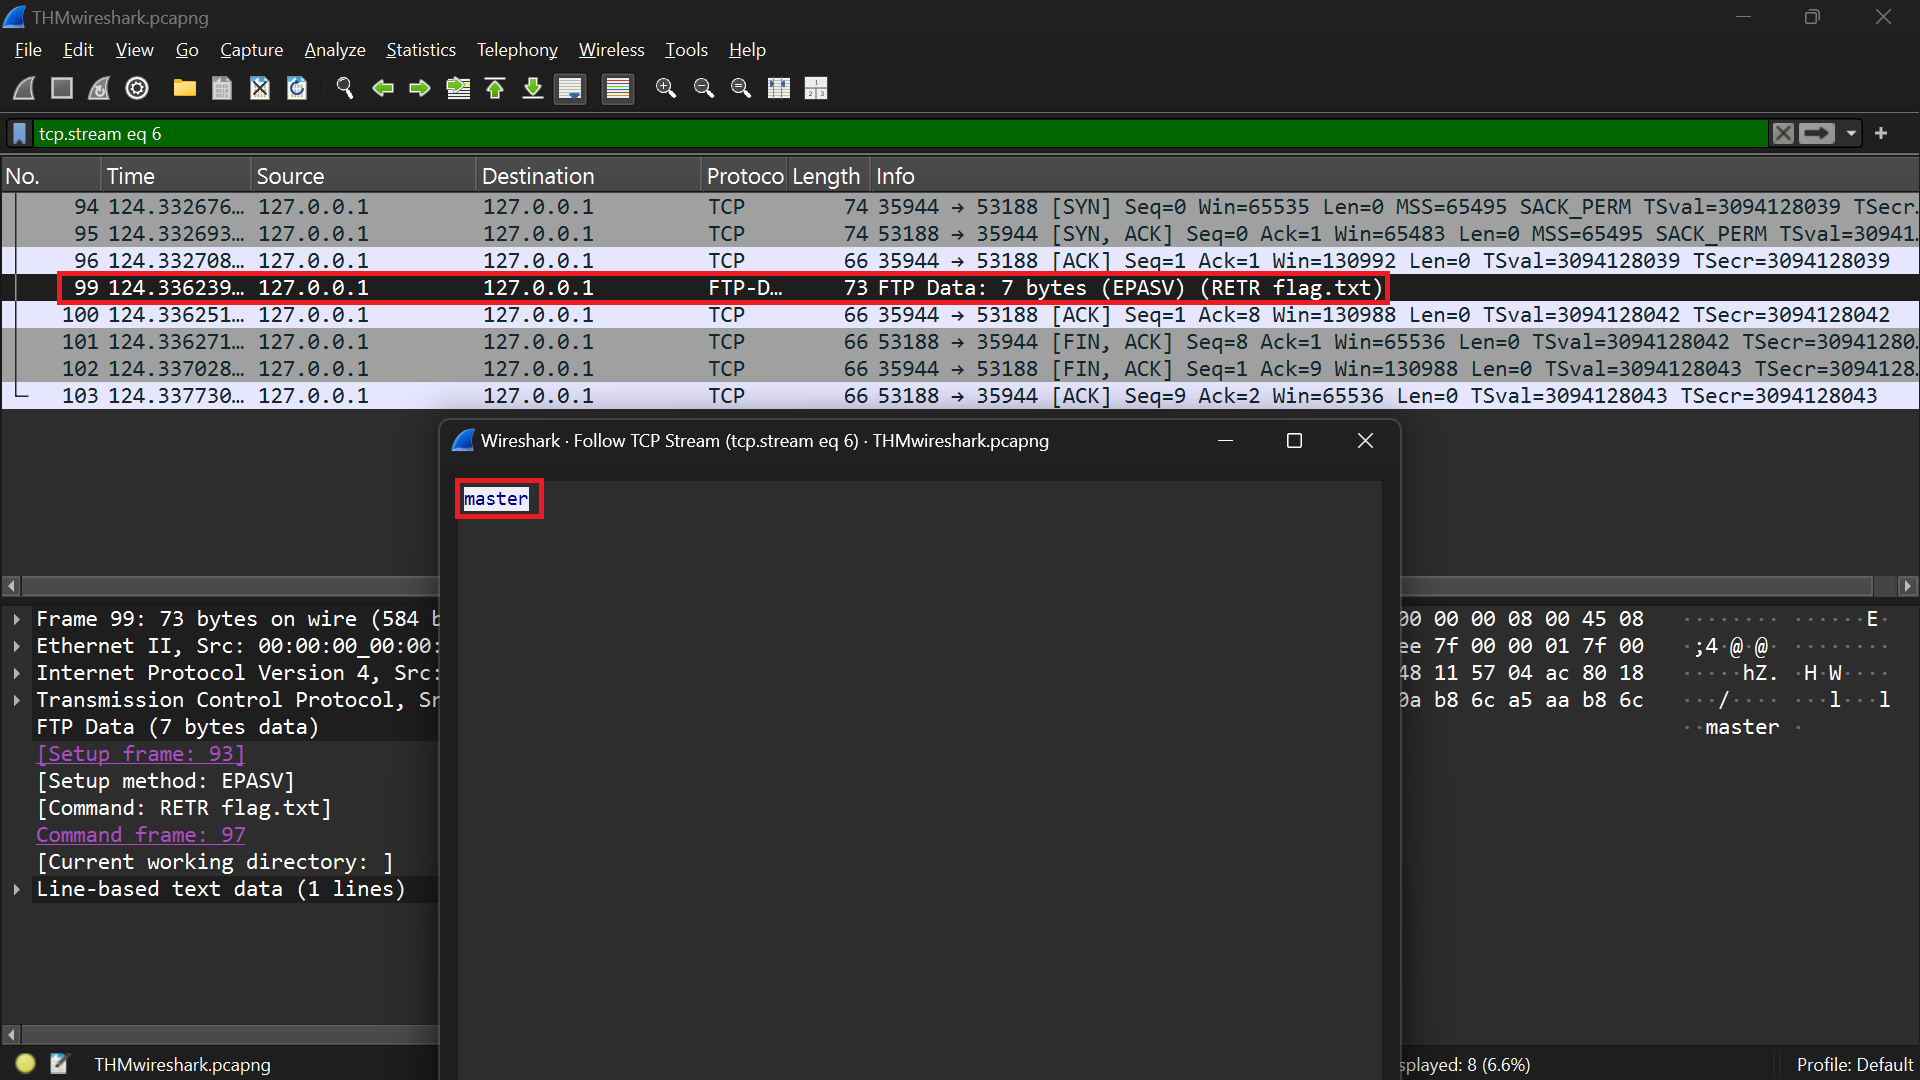 THMwireshark.pcapng
File Edit View Go Capture Analyze Statistics Telephony Wireless Tools Help
tcp.stream eq 6
No. Time Source Destination Protoco Length Info
94 124.332676… 127.0.0.1 127.0.0.1 TCP 74 35944 → 53188 [SYN] Seq=0 Win=65535 Len=0 MSS=65495 SACK_PERM TSval=3094128039 TSecr.
95 124.332693… 127.0.0.1 127.0.0.1 TCP 74 53188 → 35944 [SYN, ACK] Seq=0 Ack=1 Win=65483 Len=0 MSS=65495 SACK_PERM TSval=30941.
96 124.332708… 127.0.0.1 127.0.0.1 TCP 66 35944 → 53188 [ACK] Seq=1 Ack=1 Win=130992 Len=0 TSval=3094128039 TSecr=3094128039
99 124.336239… 127.0.0.1 127.0.0.1 FTP-D… 73 FTP Data: 7 bytes (EPASV) (RETR flag.txt)
100 124.336251… 127.0.0.1 127.0.0.1 TCP 66 35944 → 53188 [ACK] Seq=1 Ack=8 Win=130988 Len=0 TSval=3094128042 TSecr=3094128042
101 124.336271… 127.0.0.1 127.0.0.1 TCP 66 53188 → 35944 [FIN, ACK] Seq=8 Ack=1 Win=65536 Len=0 TSval=3094128042 TSecr=30941280.
102 124.337028… 127.0.0.1 127.0.0.1 TCP 66 35944 → 53188 [FIN, ACK] Seq=1 Ack=9 Win=130988 Len=0 TSval=3094128043 TSecr=3094128.
103 124.337730… 127.0.0.1 127.0.0.1 TCP 66 53188 → 35944 [ACK] Seq=9 Ack=2 Win=65536 Len=0 TSval=3094128043 TSecr=3094128043
Wireshark · Follow TCP Stream (tcp.stream eq 6) · THMwireshark.pcapng
master
Frame 99: 73 bytes on wire (584 b
Ethernet II, Src: 00:00:00_00:00:
Internet Protocol Version 4, Src:
Transmission Control Protocol, Sr
FTP Data (7 bytes data)
[Setup frame: 93]
[Setup method: EPASV]
[Command: RETR flag.txt]
Command frame: 97
[Current working directory: ]
Line-based text data (1 lines)
00 00 00 08 00 45 08 ········ ······E·
ee 7f 00 00 01 7f 00 ·;4·@·@· ········
48 11 57 04 ac 80 18 ·····hZ. ·H·W····
0a b8 6c a5 aa b8 6c ···/···· ···l···l
··master ·
THMwireshark.pcapng
splayed: 8 (6.6%)
Profile: Default